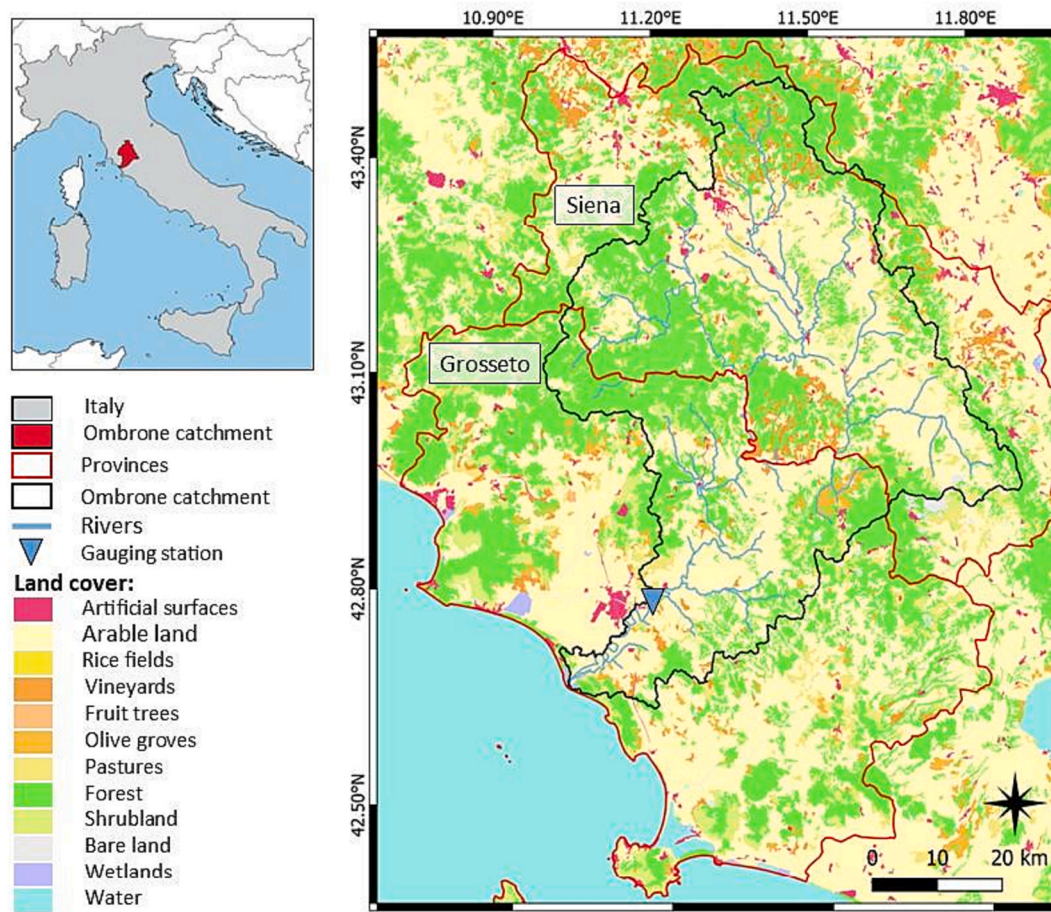 10.90°E 11.20°E 11.50°E 11.80°E
43.40°N
Siena
Grosseto
43.10°N
42.80°N
42.50°N
0 10 20 km
Italy
Ombrone catchment
Provinces
Ombrone catchment
Rivers
Gauging station
Land cover:
Artificial surfaces
Arable land
Rice fields
Vineyards
Fruit trees
Olive groves
Pastures
Forest
Shrubland
Bare land
Wetlands
Water